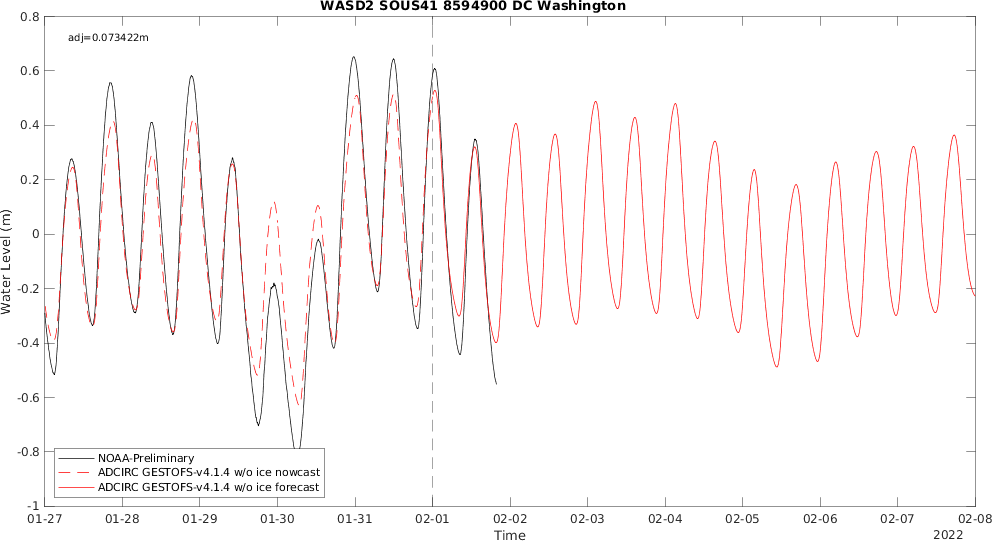 WASD2 SOUS41 8594900 DC Washington
adj=0.073422m
0.8
0.6
0.4
0.2
0
-0.2
-0.4
-0.6
-0.8
-1
Water Level (m)
NOAA-Preliminary
ADCIRC GESTOFS-v4.1.4 w/o ice nowcast
ADCIRC GESTOFS-v4.1.4 w/o ice forecast
01-27 01-28 01-29 01-30 01-31 02-01 02-02 02-03 02-04 02-05 02-06 02-07 02-08
Time
2022